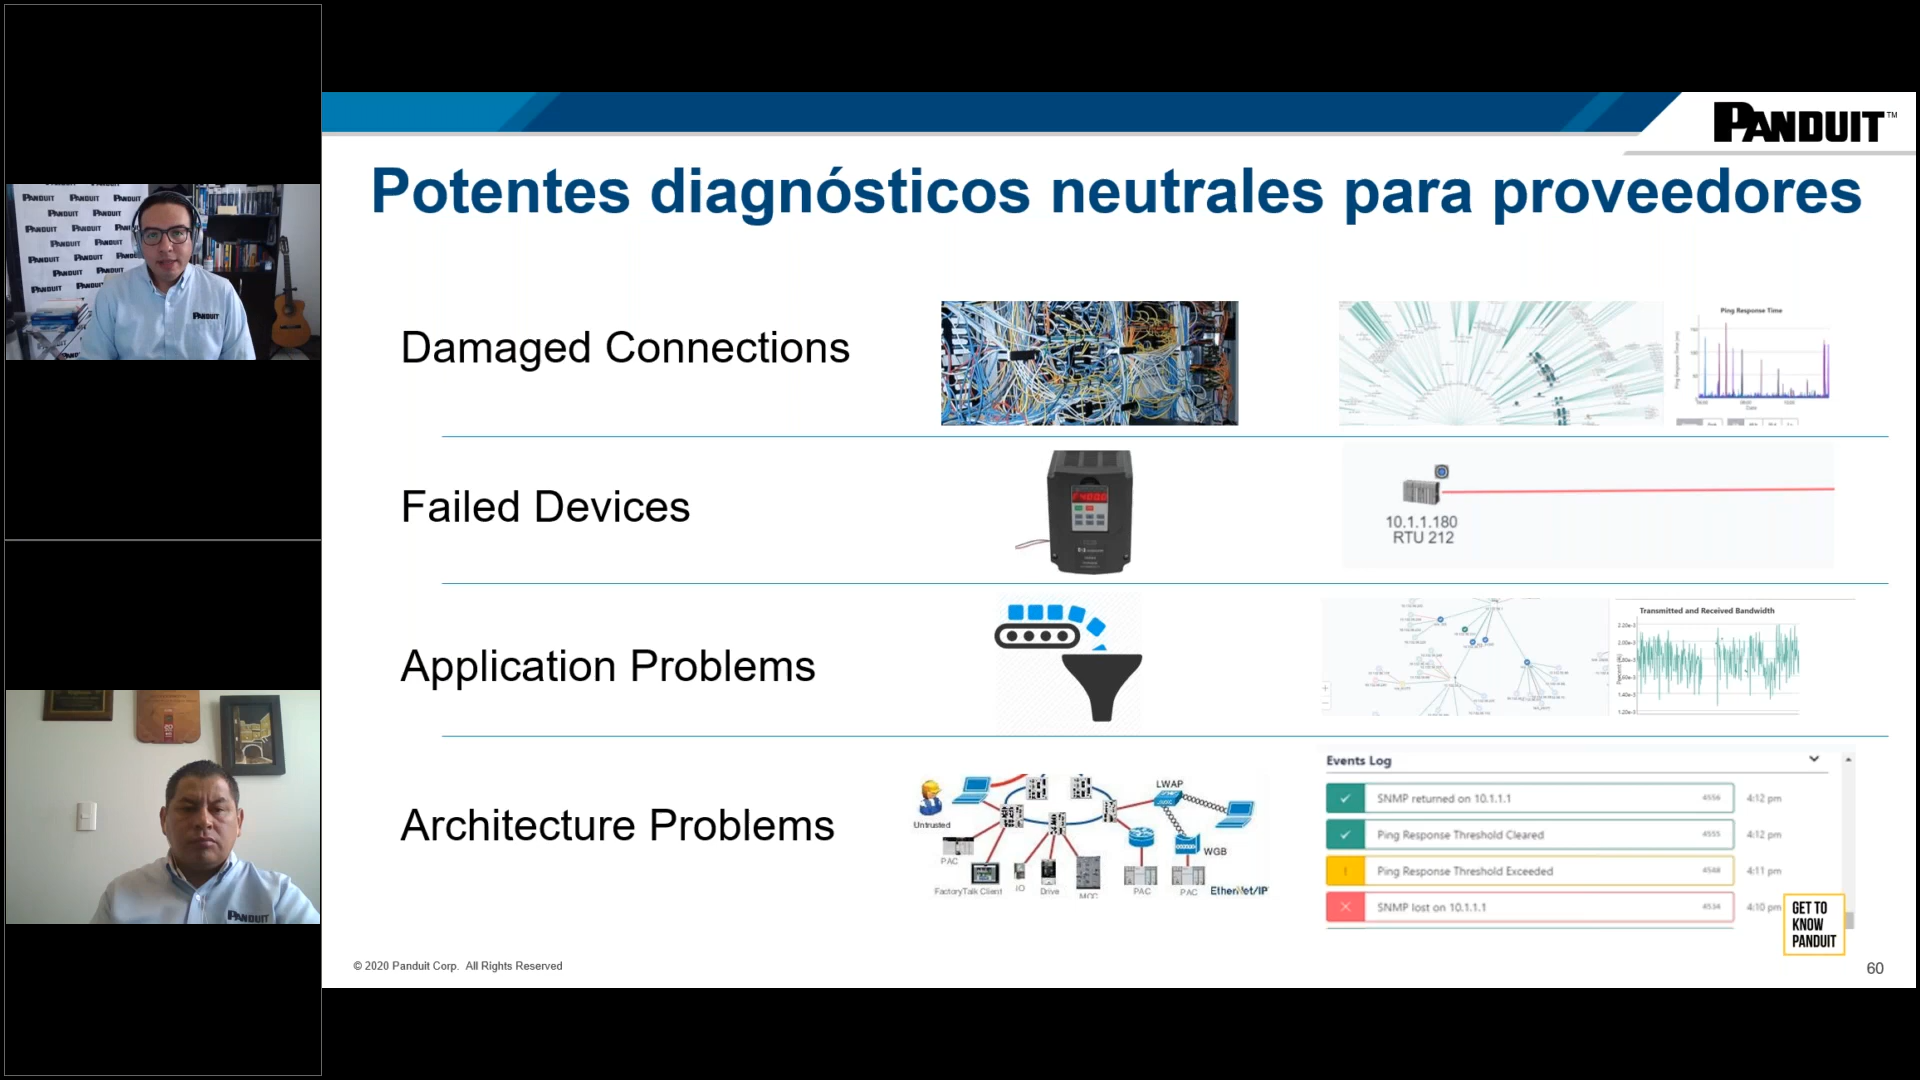 PANDUIT™
Potentes diagnósticos neutrales para proveedores
Damaged Connections
Ping Response Time
Failed Devices
10.1.1.180
RTU 212
Application Problems
Transmitted and Received Bandwidth
Architecture Problems
LWAP
Untrusted
WGB
PAC
FactoryTalk Client
IO
Drive
MCC
PAC
PAC
EtherNet/IP
Events Log
SNMP returned on 10.1.1.1 4556 4:12 pm
Ping Response Threshold Cleared 4555 4:12 pm
Ping Response Threshold Exceeded 4548 4:11 pm
SNMP lost on 10.1.1.1 4534 4:10 pm
GET TO
KNOW
PANDUIT
© 2020 Panduit Corp. All Rights Reserved
60
PANDUIT
PANDUIT